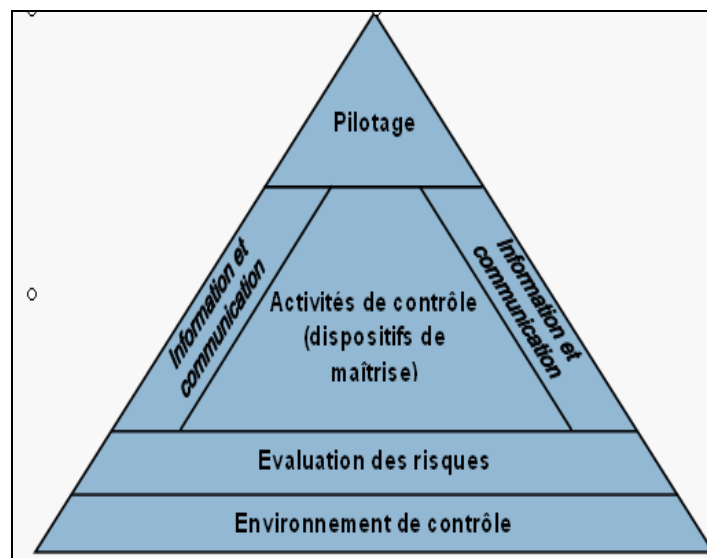 Pilotage
Information et
communication
Activités de contrôle
(dispositifs de
maîtrise)
Information et
communication
Evaluation des risques
Environnement de contrôle